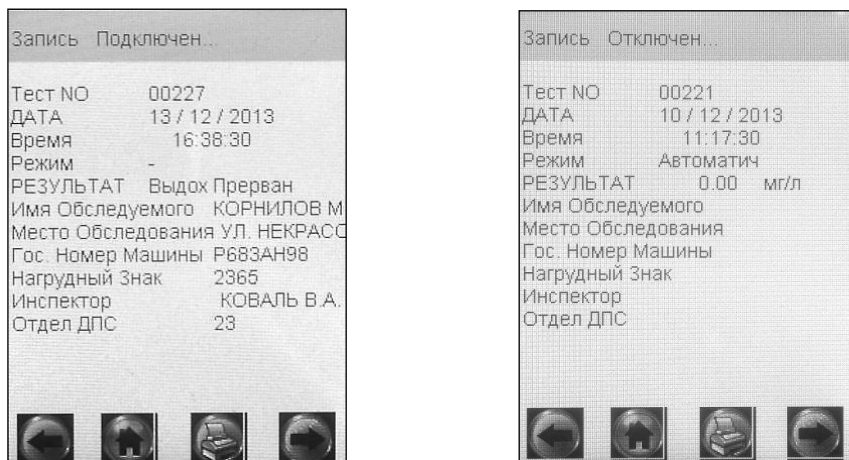 Запись Подключен...
Тест NO 00227
ДАТА 13 / 12 / 2013
Время 16:38:30
Режим -
РЕЗУЛЬТАТ Выдох Прерван
Имя Обследуемого КОРНИЛОВ М
Место Обследования УЛ. НЕКРАСО
Гос. Номер Машины Р683АН98
Нагрудный Знак 2365
Инспектор КОВАЛЬ В.А.
Отдел ДПС 23
Запись Отключен...
Тест NO 00221
ДАТА 10 / 12 / 2013
Время 11:17:30
Режим Автоматич
РЕЗУЛЬТАТ 0.00 мг/л
Имя Обследуемого
Место Обследования
Гос. Номер Машины
Нагрудный Знак
Инспектор
Отдел ДПС